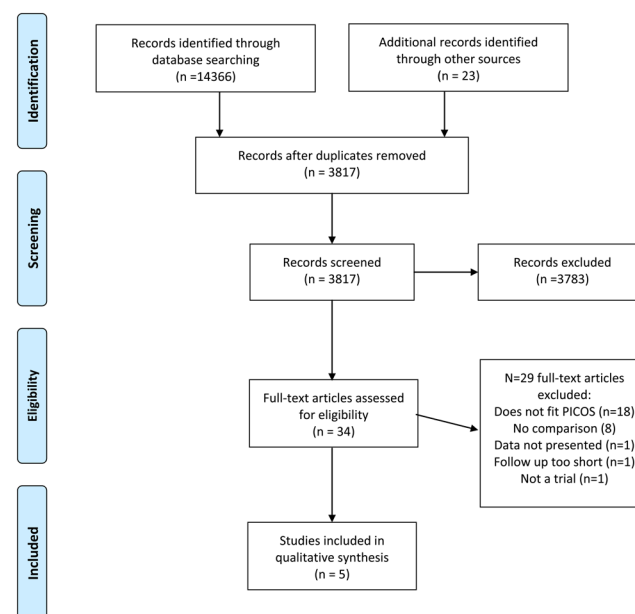 Identification
Records identified through
database searching
(n =14366)
Additional records identified
through other sources
(n = 23)
Records after duplicates removed
(n = 3817)
Screening
Records screened
(n = 3817)
Records excluded
(n =3783)
Eligibility
Full-text articles assessed
for eligibility
(n = 34)
N=29 full-text articles
excluded:
Does not fit PICOS (n=18)
No comparison (8)
Data not presented (n=1)
Follow up too short (n=1)
Not a trial (n=1)
Included
Studies included in
qualitative synthesis
(n = 5)